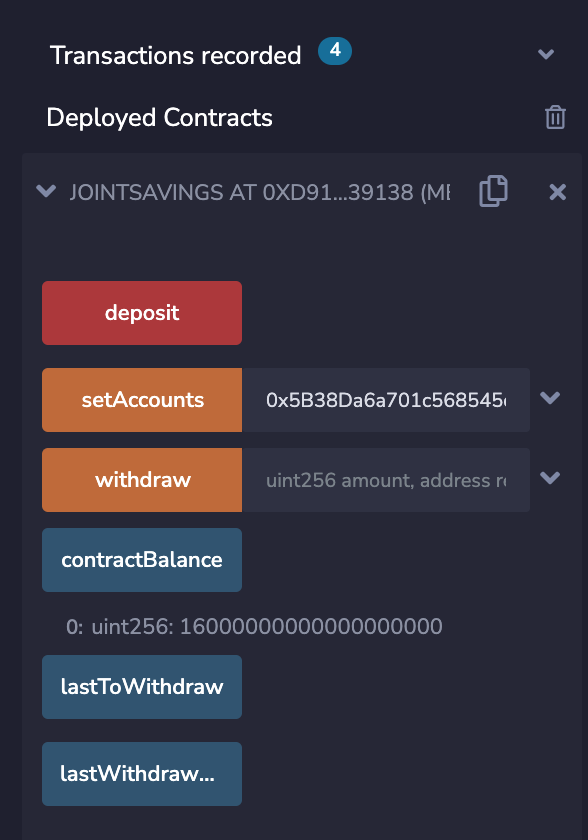 Transactions recorded 4
Deployed Contracts
JOINTSAVINGS AT 0XD91...39138 (ME
deposit
setAccounts 0x5B38Da6a701c568545
withdraw uint256 amount, address re
contractBalance
0: uint256: 16000000000000000000
lastToWithdraw
lastWithdraw...